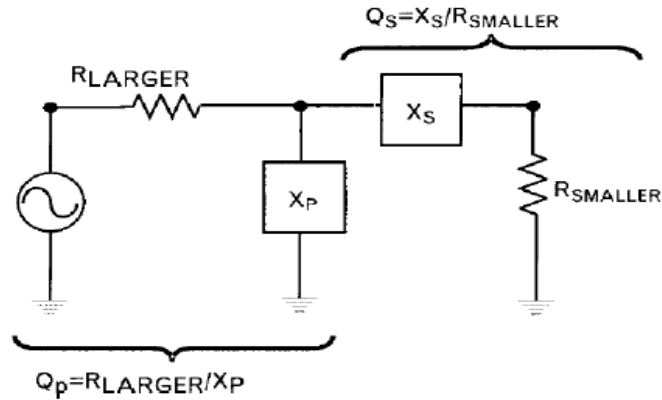 QS=XS/RSMALLER
RLARGER
XS
XP
RSMALLER
Qp=RLARGER/XP